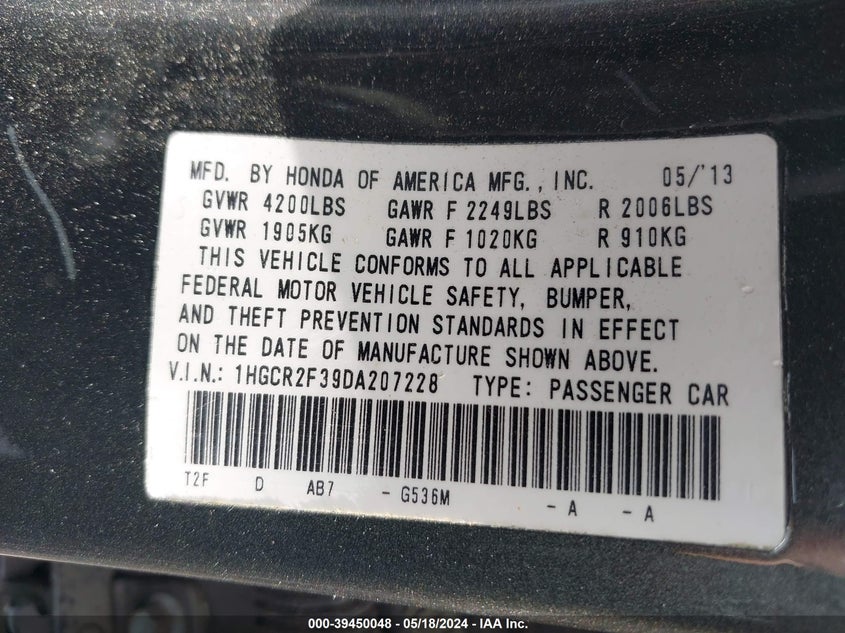 MFD. BY HONDA OF AMERICA MFG., INC. 05/'13
GVWR 4200LBS GAWR F 2249LBS R 2006LBS
GVWR 1905KG GAWR F 1020KG R 910KG
THIS VEHICLE CONFORMS TO ALL APPLICABLE
FEDERAL MOTOR VEHICLE SAFETY, BUMPER,
AND THEFT PREVENTION STANDARDS IN EFFECT
ON THE DATE OF MANUFACTURE SHOWN ABOVE.
V.I.N.: 1HGCR2F39DA207228 TYPE: PASSENGER CAR
T2F D AB7 - G536M - A - A
000-39450048 - 05/18/2024 - IAA Inc.